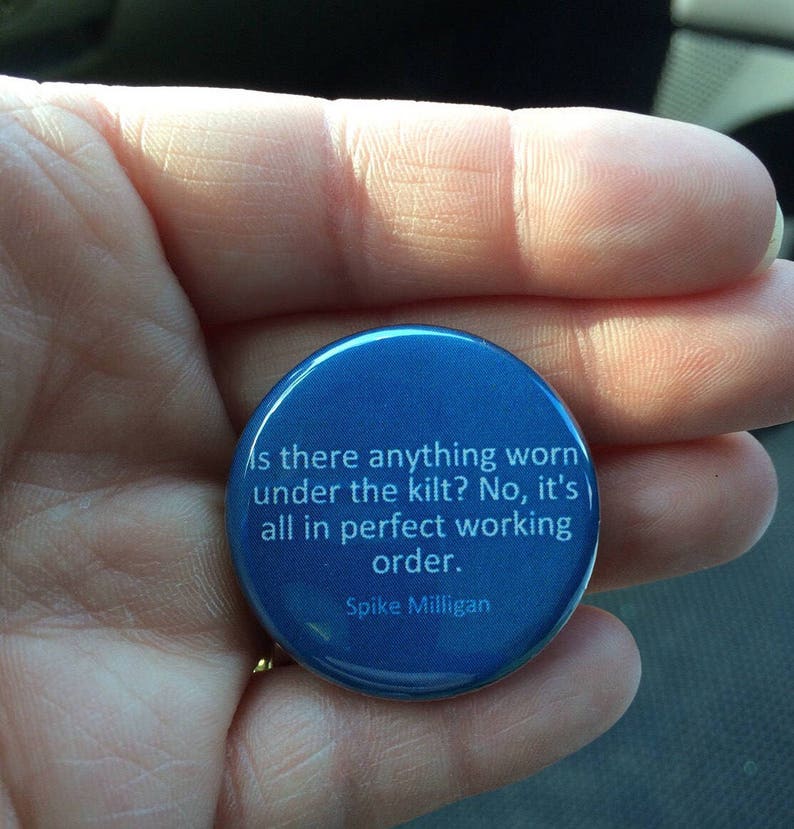 Is there anything worn
under the kilt? No, it's
all in perfect working
order.
Spike Milligan